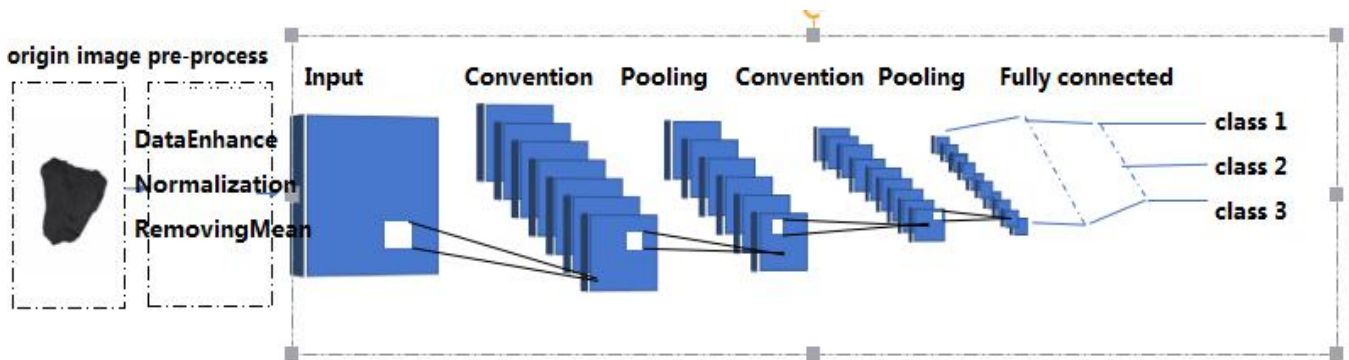 origin image pre-process
Input
Convention
Pooling
Convention
Pooling
Fully connected
DataEnhance
Normalization
RemovingMean
class 1
class 2
class 3